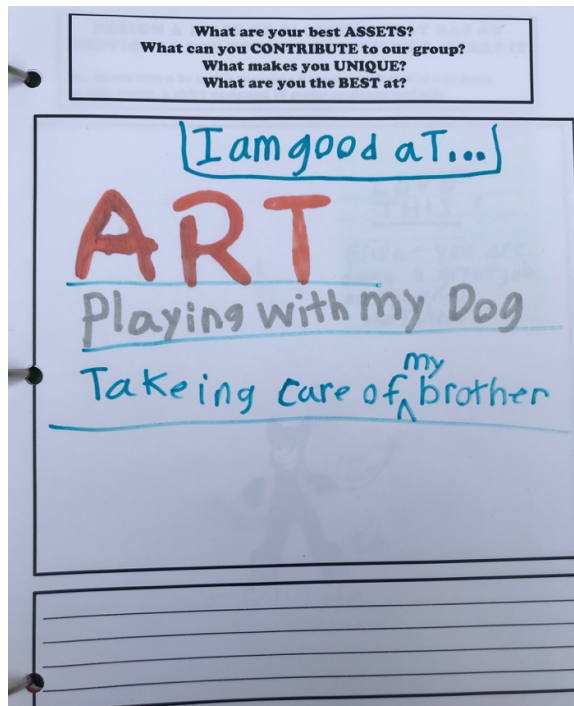 What are your best ASSETS?
What can you CONTRIBUTE to our group?
What makes you UNIQUE?
What are you the BEST at?
I am good aT...
ART
Playing with my Dog
Takeing care of my brother